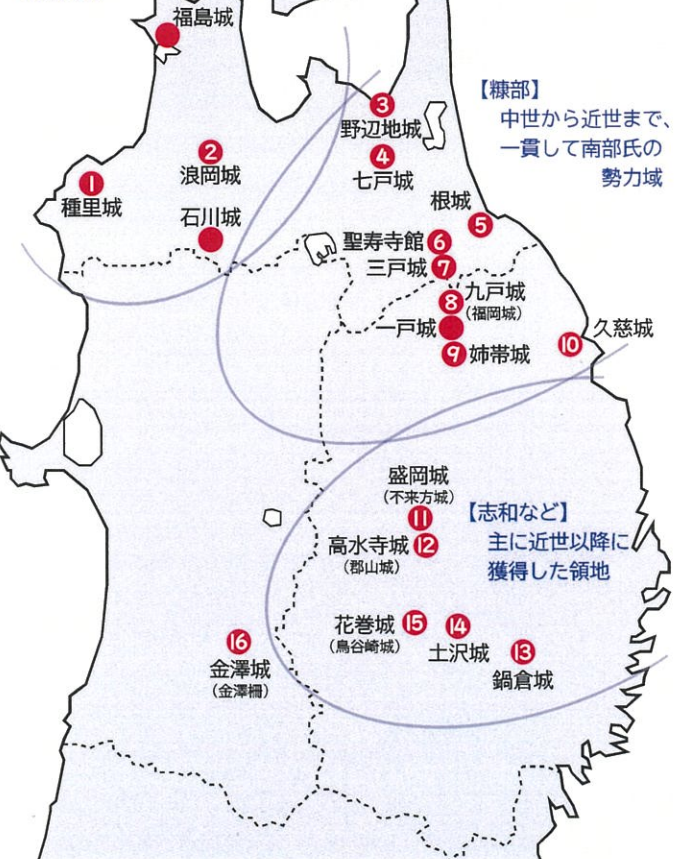 福島城
【糠部】
中世から近世まで、
一貫して南部氏の
勢力域
3
野辺地城
2
浪岡城
4
七戸城
1
種里城
石川城
根城
5
聖寿寺館 6
三戸城 7
8 九戸城
(福岡城)
一戸城
9 姉帯城
10 久慈城
盛岡城
(不来方城)
11
【志和など】
主に近世以降に
獲得した領地
高水寺城 12
(郡山城)
花巻城 15
(鳥谷崎城)
14
土沢城
13
鍋倉城
16
金澤城
(金澤柵)